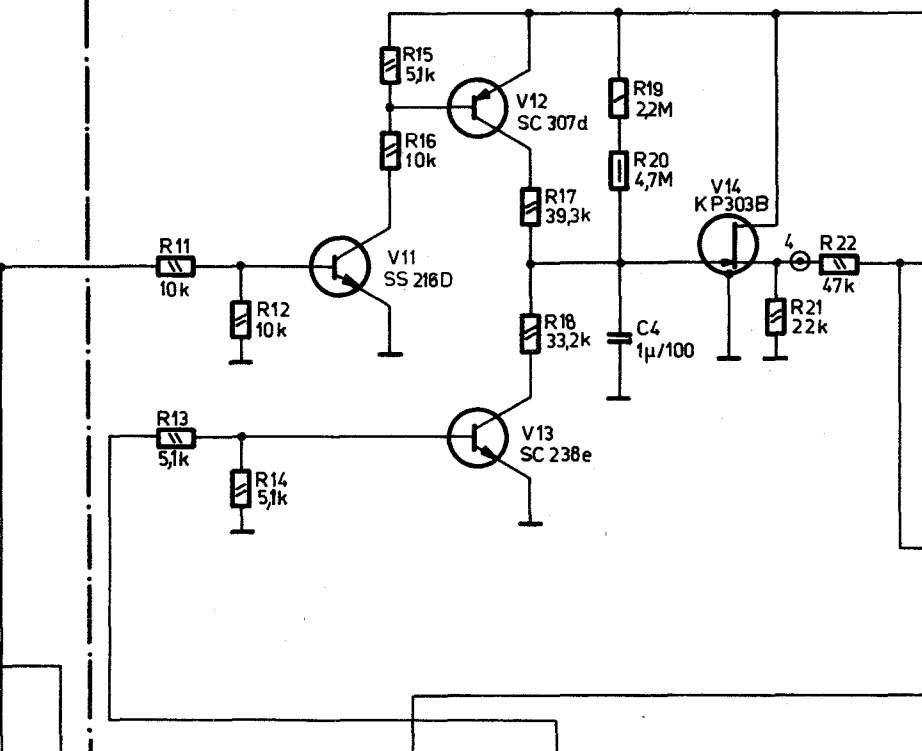 R15
5,1k
V12
SC 307d
R19
2,2M
R16
10k
R20
4,7M
R17
39,3k
V14
KP303B
R11
10k
V11
SS 216D
4
R22
47k
R12
10k
R18
33,2k
C4
1µ/100
R21
22k
R13
5,1k
V13
SC 238e
R14
5,1k